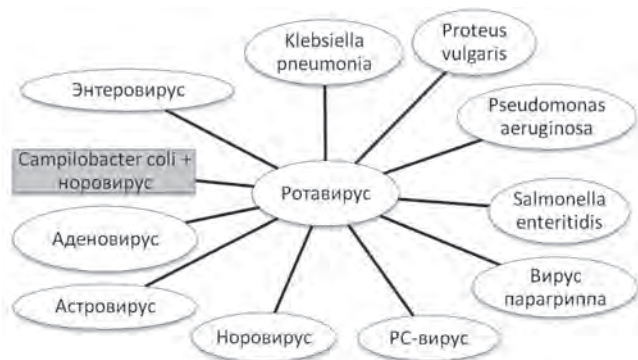 Klebsiella
pneumonia
Proteus
vulgaris
Энтеровирус
Pseudomonas
aeruginosa
Campilobacter coli +
норовирус
Ротавирус
Salmonella
enteritidis
Аденовирус
Вирус
парагриппа
Астровирус
Норовирус
РС-вирус